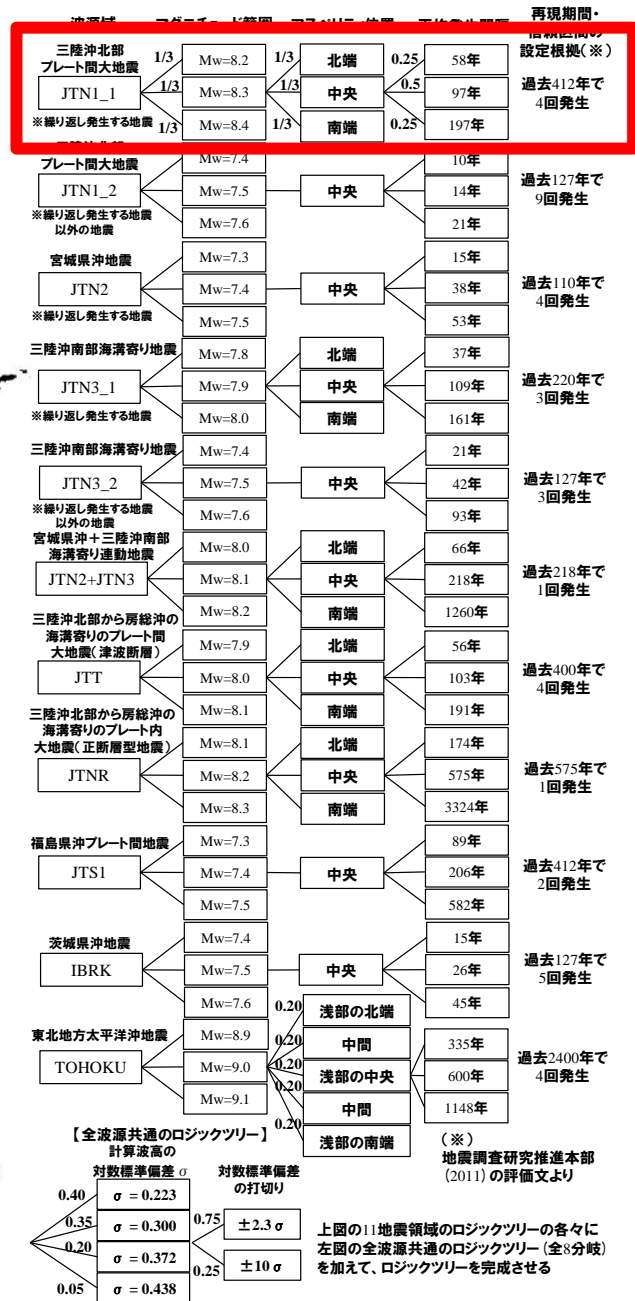 再現期間・
設定根拠(※)
三陸沖北部
プレート間大地震
JTN1_1
※繰り返し発生する地震
1/3
1/3
1/3
Mw=8.2
Mw=8.3
Mw=8.4
1/3
1/3
1/3
北端
中央
南端
0.25
0.5
0.25
58年
97年
197年
過去412年で
4回発生
プレート間大地震
JTN1_2
※繰り返し発生する地震
以外の地震
Mw=7.4
Mw=7.5
Mw=7.6
中央
10年
14年
21年
過去127年で
9回発生
宮城県沖地震
JTN2
※繰り返し発生する地震
Mw=7.3
Mw=7.4
Mw=7.5
中央
15年
38年
53年
過去110年で
4回発生
三陸沖南部海溝寄り地震
JTN3_1
※繰り返し発生する地震
Mw=7.8
Mw=7.9
Mw=8.0
北端
中央
南端
37年
109年
161年
過去220年で
3回発生
三陸沖南部海溝寄り地震
JTN3_2
※繰り返し発生する地震
以外の地震
Mw=7.4
Mw=7.5
Mw=7.6
中央
21年
42年
93年
過去127年で
3回発生
宮城県沖＋三陸沖南部
海溝寄り連動地震
JTN2+JTN3
Mw=8.0
Mw=8.1
Mw=8.2
北端
中央
南端
66年
218年
1260年
過去218年で
1回発生
三陸沖北部から房総沖の
海溝寄りのプレート間
大地震(津波断層)
JTT
Mw=7.9
Mw=8.0
Mw=8.1
北端
中央
南端
56年
103年
191年
過去400年で
4回発生
三陸沖北部から房総沖の
海溝寄りのプレート内
大地震(正断層型地震)
JTNR
Mw=8.1
Mw=8.2
Mw=8.3
北端
中央
南端
174年
575年
3324年
過去575年で
1回発生
福島県沖プレート間地震
JTS1
Mw=7.3
Mw=7.4
Mw=7.5
中央
89年
206年
582年
過去412年で
2回発生
茨城県沖地震
IBRK
Mw=7.4
Mw=7.5
Mw=7.6
中央
15年
26年
45年
過去127年で
5回発生
東北地方太平洋沖地震
TOHOKU
Mw=8.9
Mw=9.0
Mw=9.1
0.20
0.20
0.20
0.20
0.20
浅部の北端
中間
浅部の中央
中間
浅部の南端
335年
600年
1148年
過去2400年で
4回発生
(※)
地震調査研究推進本部
(2011)の評価文より
【全波源共通のロジックツリー】
計算波高の
対数標準偏差 σ
0.40
0.35
0.20
0.05
σ = 0.223
σ = 0.300
σ = 0.372
σ = 0.438
対数標準偏差
の打切り
0.75
0.25
±2.3 σ
±10 σ
上図の11地震領域のロジックツリーの各々に
左図の全波源共通のロジックツリー(全8分岐)
を加えて、ロジックツリーを完成させる